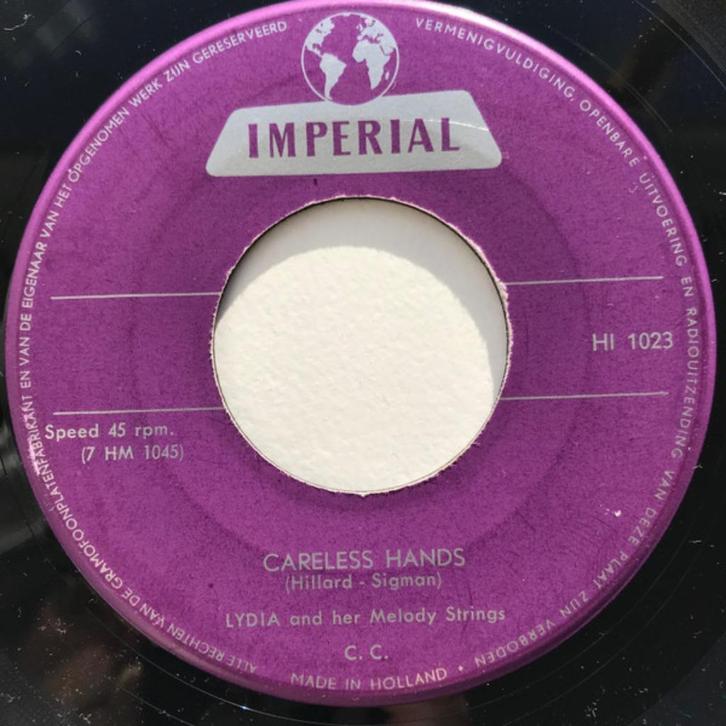 IMPERIAL
HI 1023
Speed 45 rpm.
(7 HM 1045)
CARELESS HANDS
(Hillard - Sigman)
LYDIA and her Melody Strings
C. C.
MADE IN HOLLAND •
ALLE RECHTEN VAN DE GRAMOFOONPLATENFABRIKANT EN VAN DE EIGENAAR VAN HET OPGENOMEN WERK ZIJN GERESERVEERD
VERMENIGVULDIGING, OPENBARE UITVOERING EN RADIOUITZENDING VAN DEZE PLAAT ZIJN VERBODEN